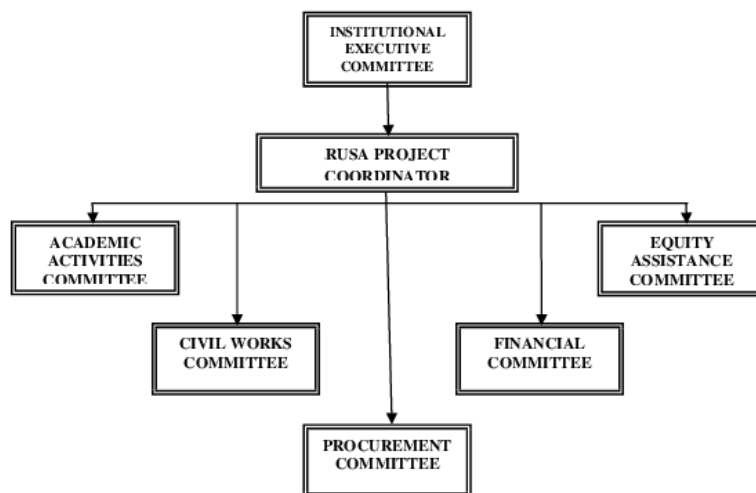 INSTITUTIONAL
EXECUTIVE
COMMITTEE
RUSA PROJECT
COORDINATOR
ACADEMIC
ACTIVITIES
COMMITTEE
EQUITY
ASSISTANCE
COMMITTEE
CIVIL WORKS
COMMITTEE
FINANCIAL
COMMITTEE
PROCUREMENT
COMMITTEE